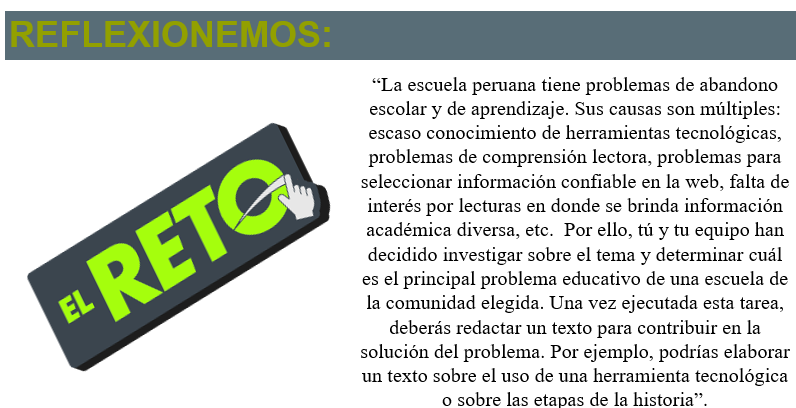 REFLEXIONEMOS:
EL RETO
“La escuela peruana tiene problemas de abandono
escolar y de aprendizaje. Sus causas son múltiples:
escaso conocimiento de herramientas tecnológicas,
problemas de comprensión lectora, problemas para
seleccionar información confiable en la web, falta de
interés por lecturas en donde se brinda información
académica diversa, etc.  Por ello, tú y tu equipo han
decidido investigar sobre el tema y determinar cuál
es el principal problema educativo de una escuela de
la comunidad elegida. Una vez ejecutada esta tarea,
deberás redactar un texto para contribuir en la
solución del problema. Por ejemplo, podrías elaborar
un texto sobre el uso de una herramienta tecnológica
o sobre las etapas de la historia”.